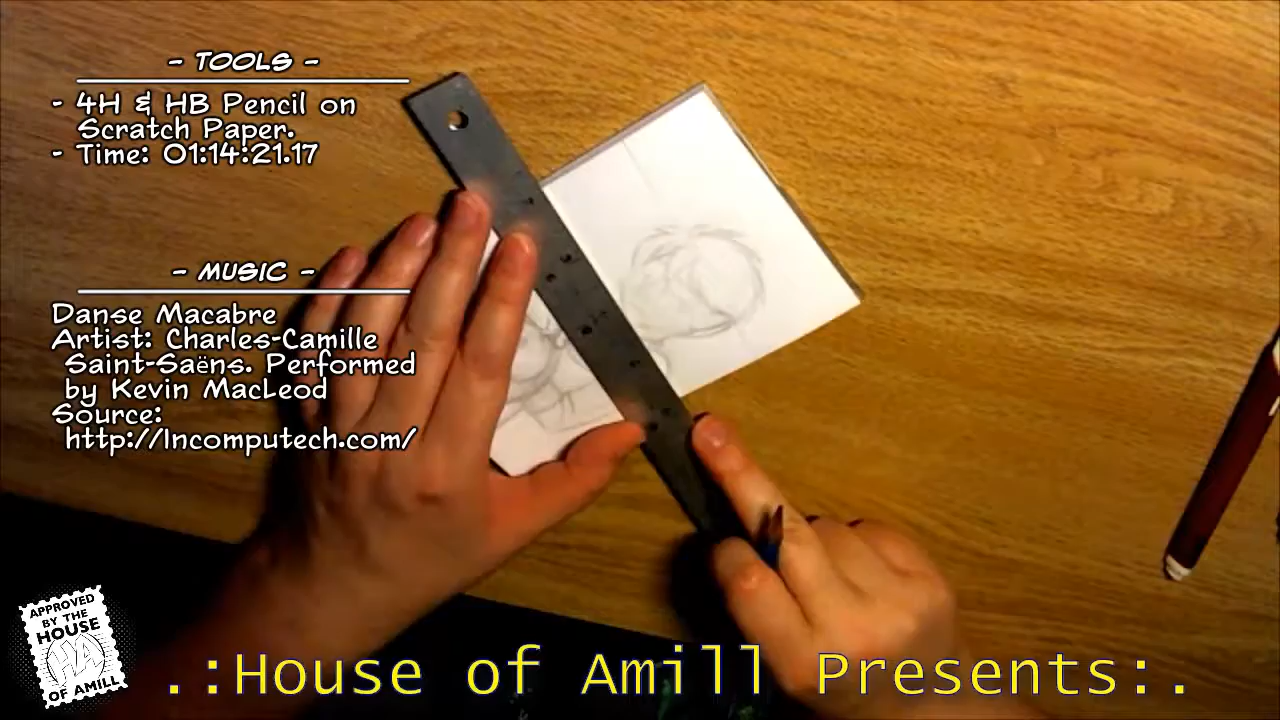 - TOOLS -
- 4H & HB Pencil on
Scratch Paper.
- Time: 01:14:21.17
- MUSIC -
Danse Macabre
Artist: Charles-Camille
Saint-Saëns. Performed
by Kevin MacLeod
Source:
http://Incomputech.com/
APPROVED
BY THE
HOUSE
HA
OF AMILL
.:House of Amill Presents:.